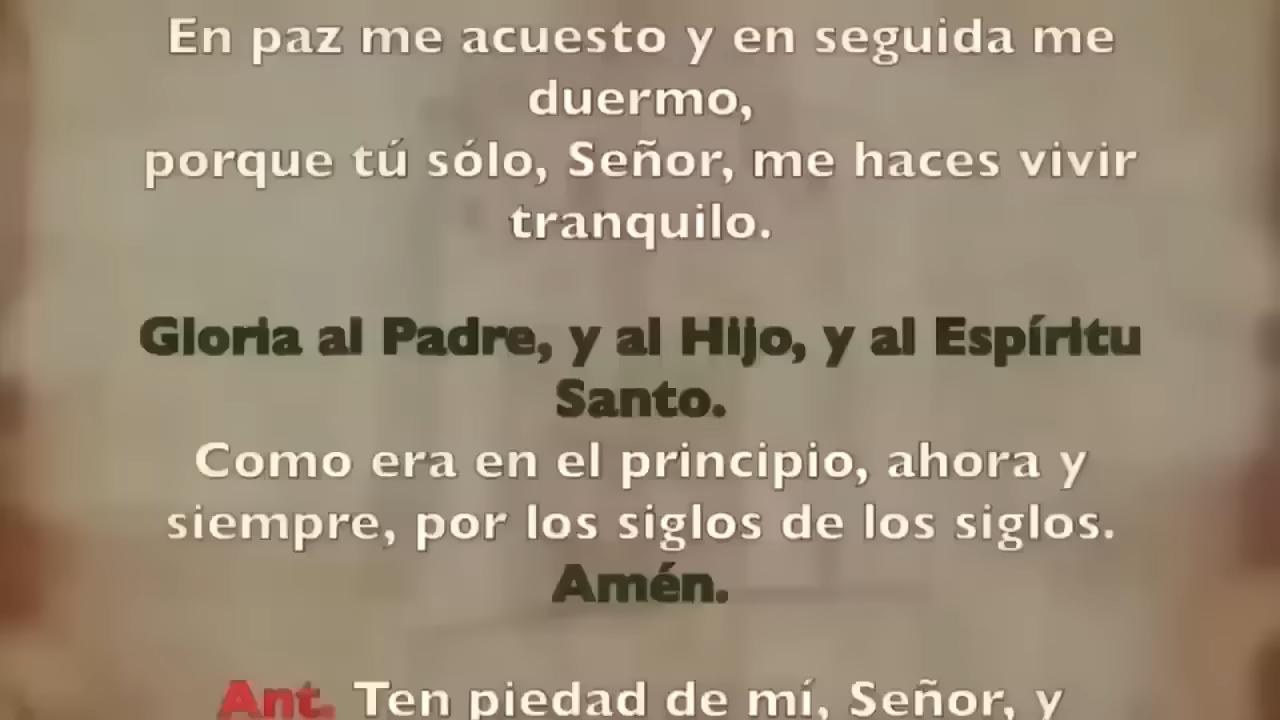 En paz me acuesto y en seguida me
duermo,
porque tú sólo, Señor, me haces vivir
tranquilo.
Gloria al Padre, y al Hijo, y al Espíritu
Santo.
Como era en el principio, ahora y
siempre, por los siglos de los siglos.
Amén.
Ant. Ten piedad de mí, Señor, y